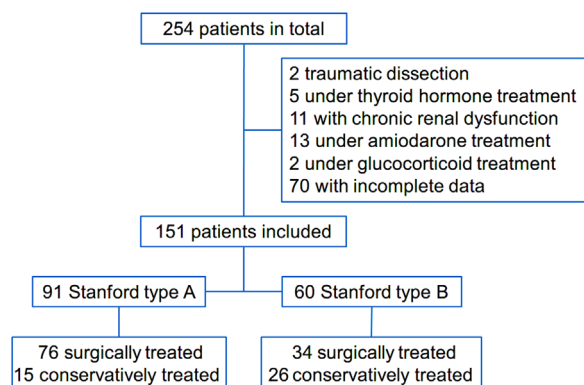 254 patients in total
2 traumatic dissection
5 under thyroid hormone treatment
11 with chronic renal dysfunction
13 under amiodarone treatment
2 under glucocorticoid treatment
70 with incomplete data
151 patients included
91 Stanford type A
60 Stanford type B
76 surgically treated
15 conservatively treated
34 surgically treated
26 conservatively treated